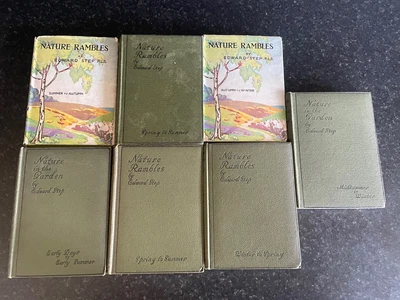 NATURE RAMBLES
BY
EDWARD STEP F.L.S.
SUMMER TO AUTUMN
Nature
Rambles
by
Edward Step
Spring to Summer
NATURE RAMBLES
BY
EDWARD STEP F.L.S.
AUTUMN TO WINTER
Nature
in the
Garden
by
Edward Step
Midsummer
to
Winter
Nature
in the
Garden
by
Edward Step
Early Days
to
Early Summer
Nature
Rambles
by
Edward Step
Spring to Summer
Nature
Rambles
by
Edward Step
Winter to Spring